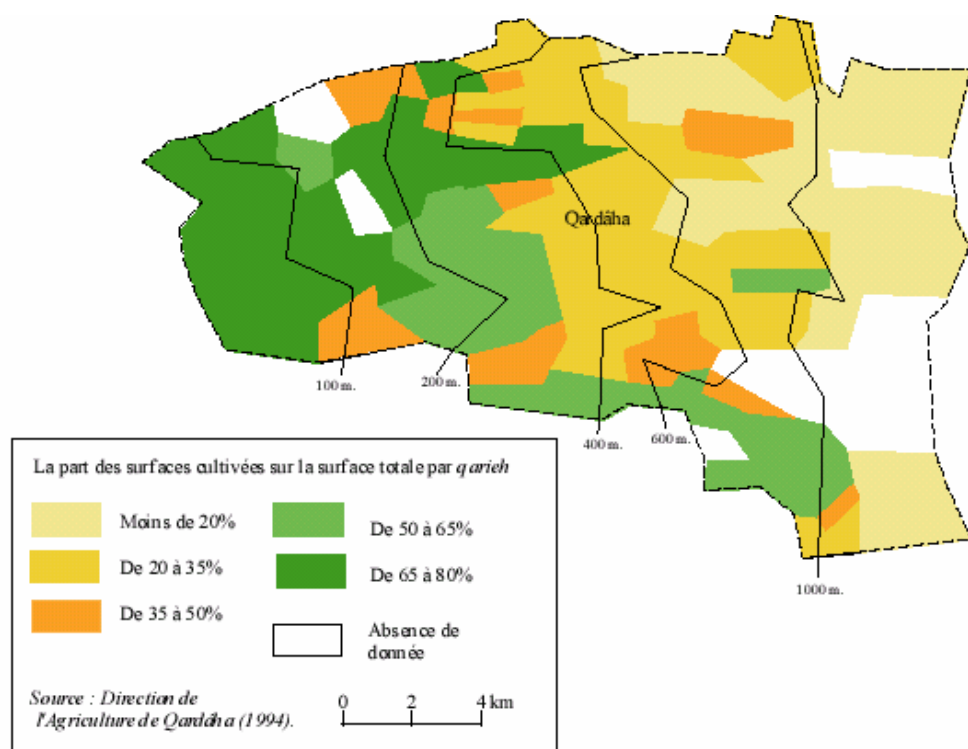 Qardâha
100 m.
200 m.
400 m.
600 m.
1000 m.
La part des surfaces cultivées sur la surface totale par qarieh
Moins de 20%
De 20 à 35%
De 35 à 50%
De 50 à 65%
De 65 à 80%
Absence de
donnée
Source : Direction de
l'Agriculture de Qardâha (1994).
0 2 4 km